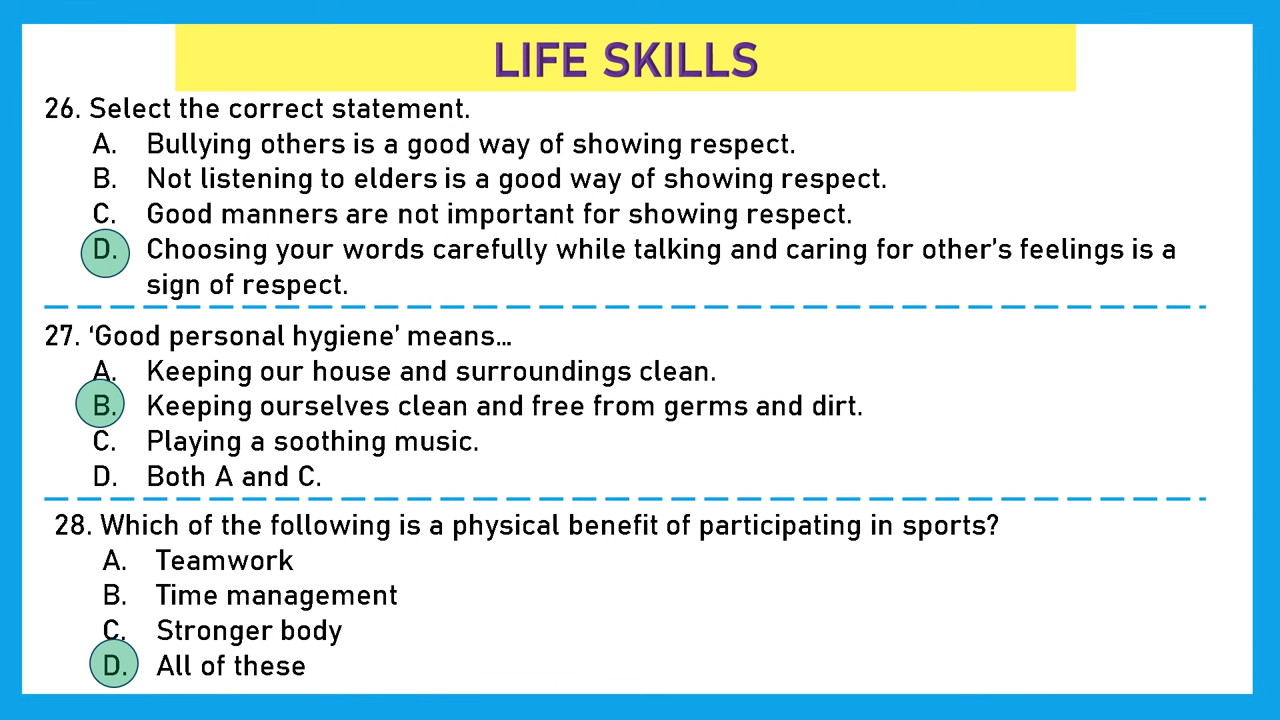 LIFE SKILLS
26. Select the correct statement.
A. Bullying others is a good way of showing respect.
B. Not listening to elders is a good way of showing respect.
C. Good manners are not important for showing respect.
D. Choosing your words carefully while talking and caring for other's feelings is a
sign of respect.
27. ‘Good personal hygiene’ means...
A. Keeping our house and surroundings clean.
B. Keeping ourselves clean and free from germs and dirt.
C. Playing a soothing music.
D. Both A and C.
28. Which of the following is a physical benefit of participating in sports?
A. Teamwork
B. Time management
C. Stronger body
D. All of these